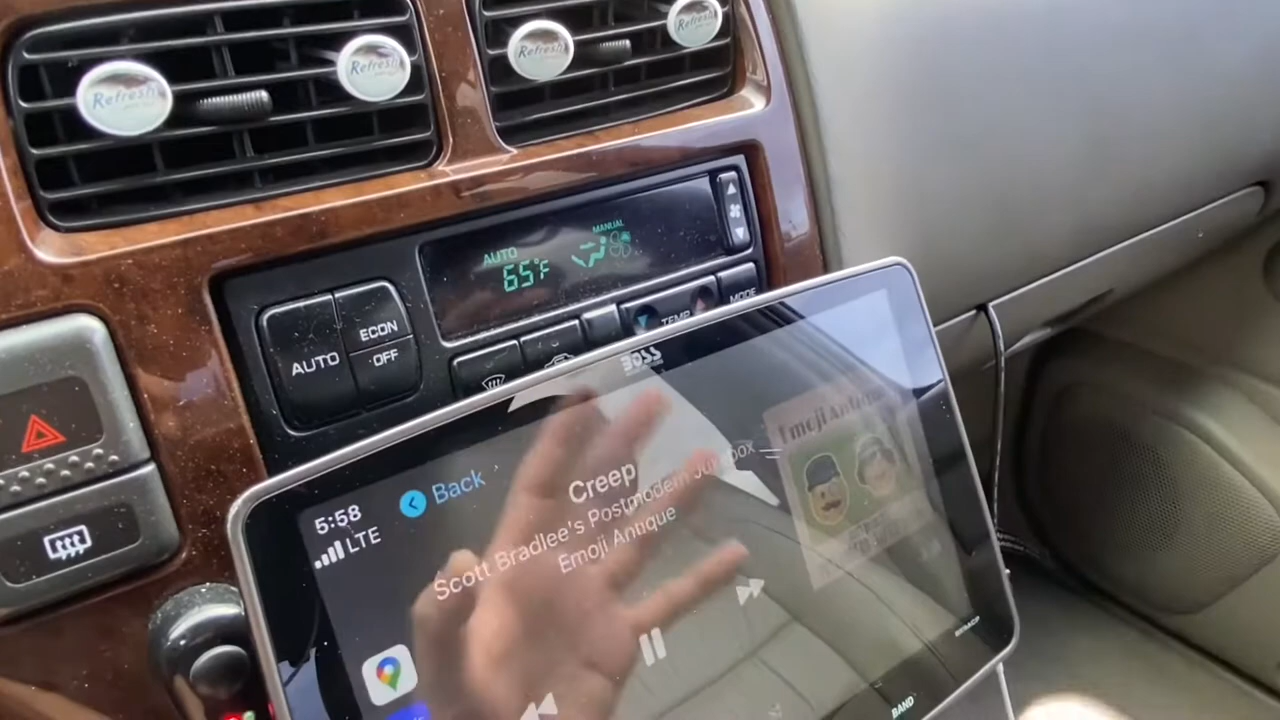 Refresh
Refresh
Refresh
Refresh
MANUAL
AUTO
65°F
AUTO
ECON
OFF
TEMP
MODE
BOSS
5:58
LTE
Back
Creep
Scott Bradlee's Postmodern Jukebox
Emoji Antique
Emoji Antique
BAND